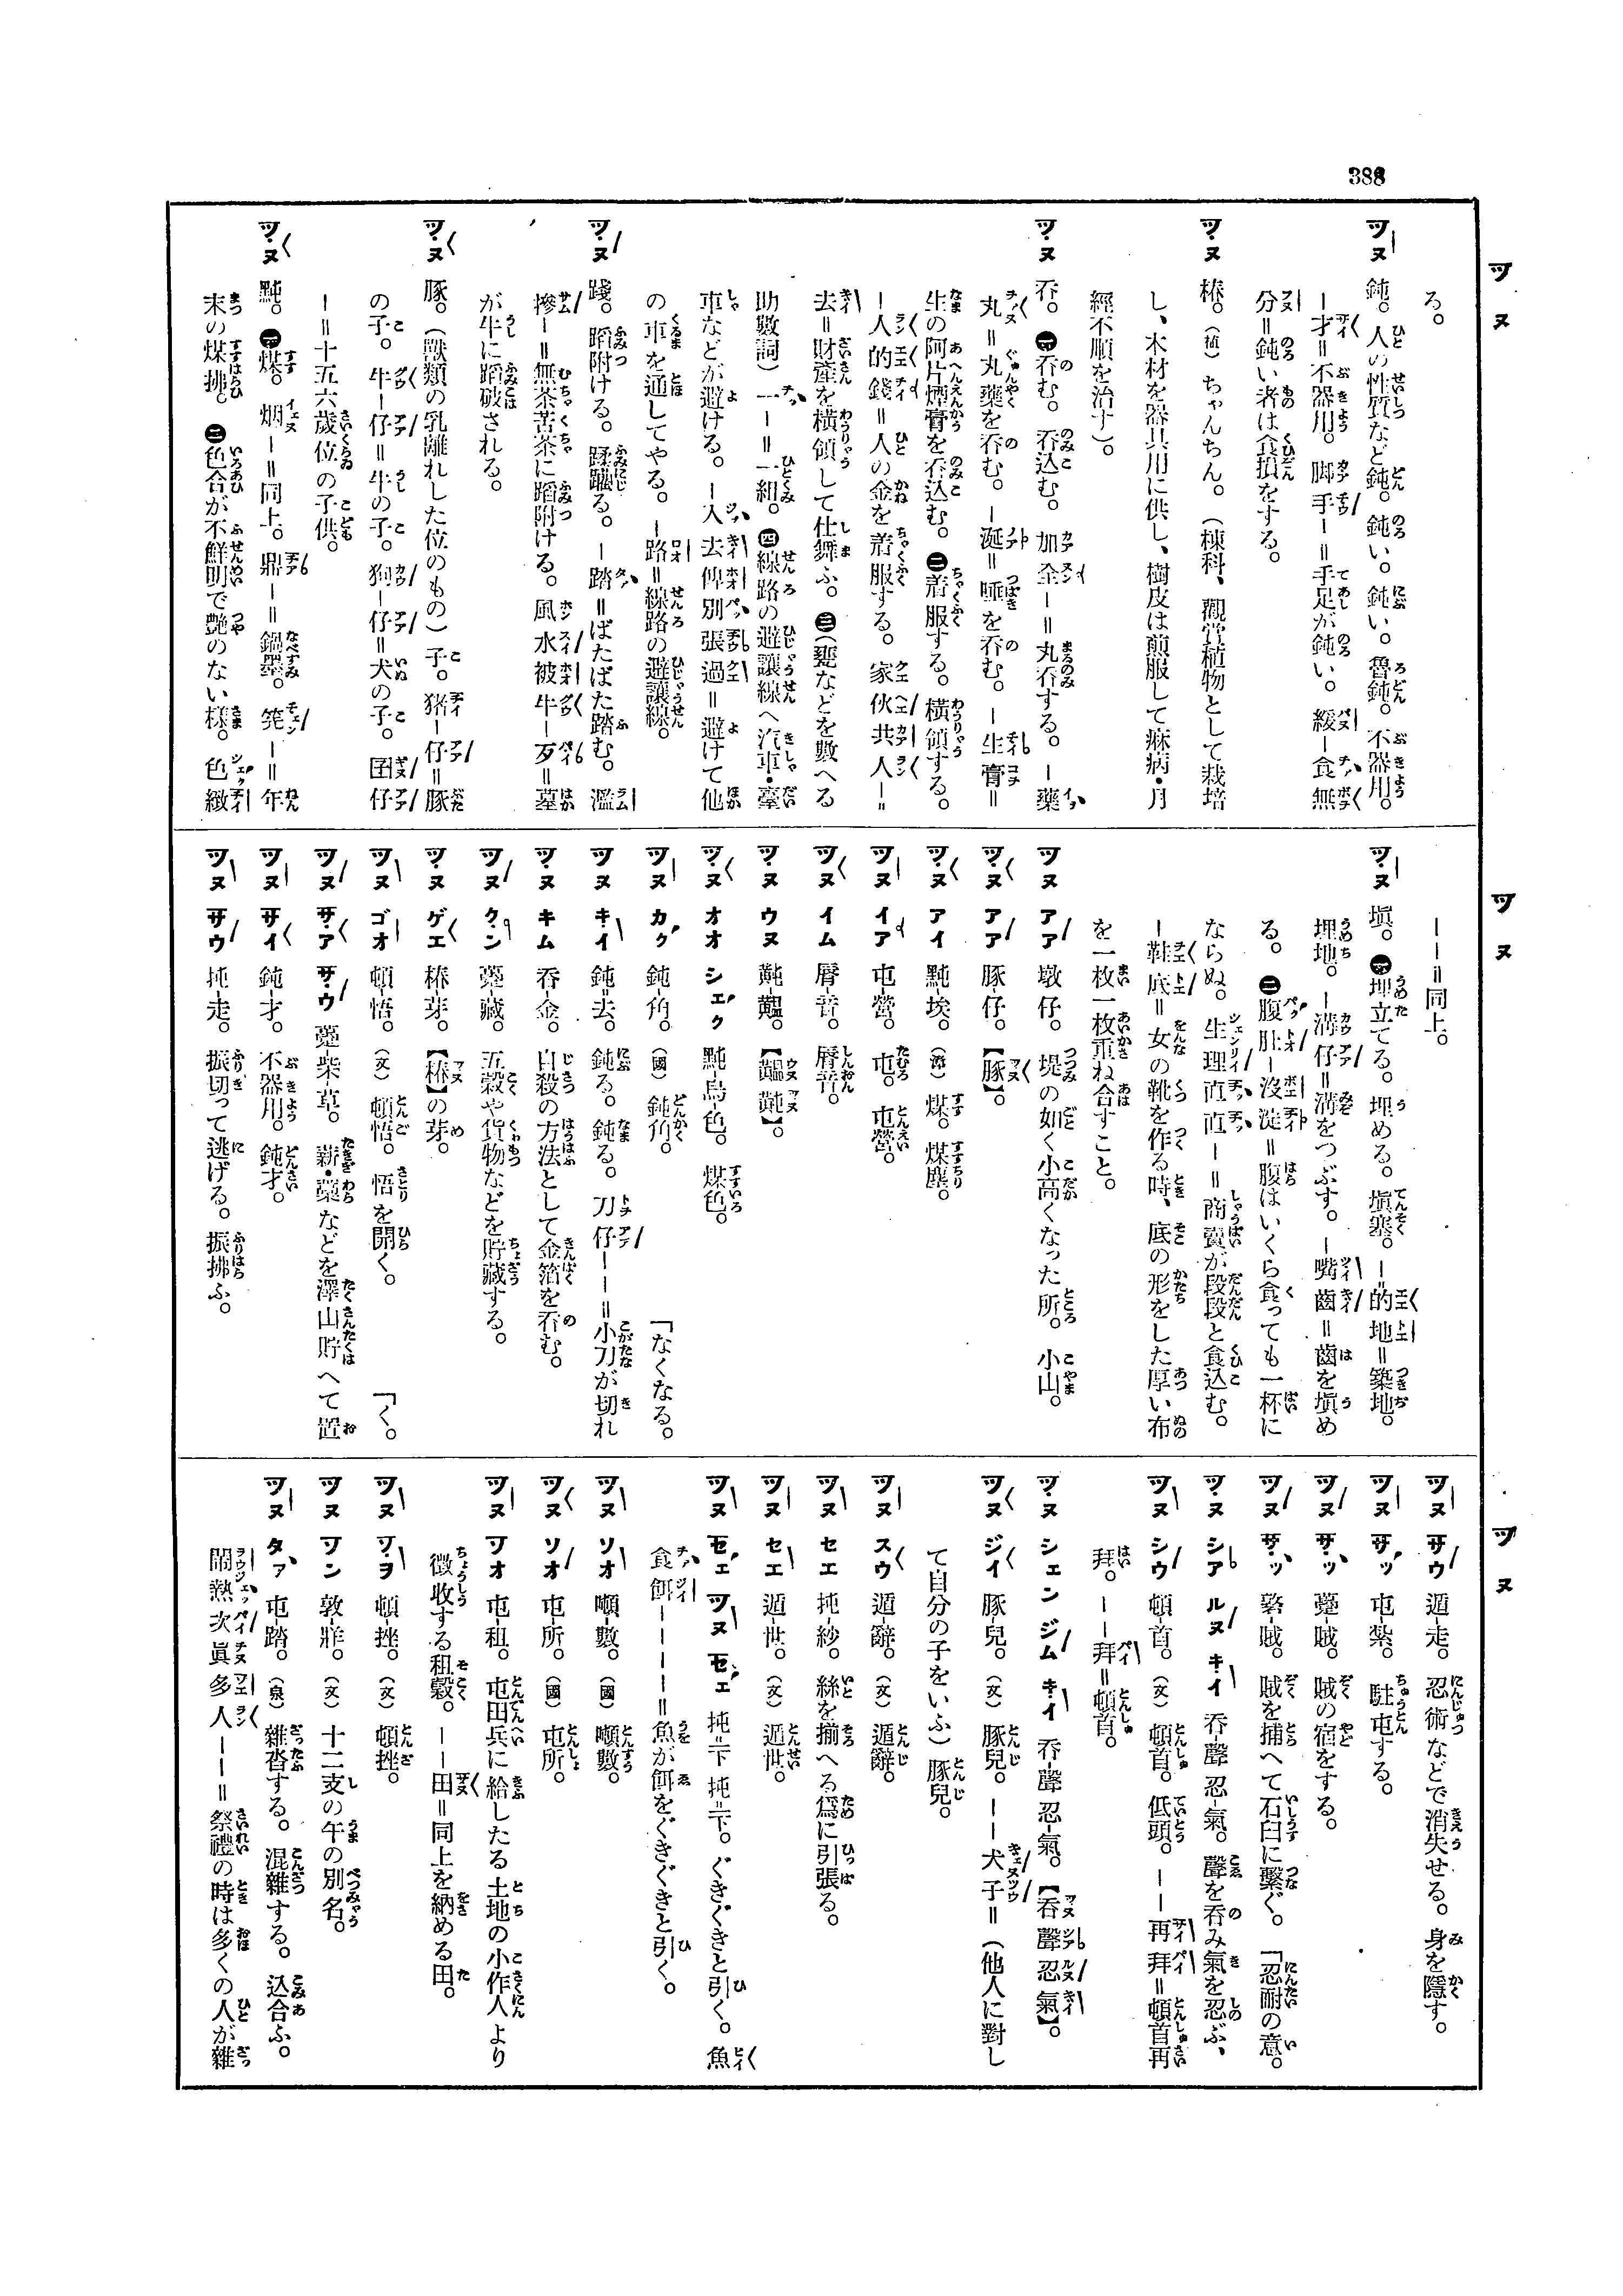 388
ツヌ
ツヌ
ツヌ
る。
ツヌ 鈍。人の性質など鈍。鈍い。鈍い。魯鈍。不器用。
―才=不器用。脚手―=手足が鈍い。緩―食無
分=鈍い者は食損をする。
ツヌ 椿。(植)ちゃんちん。(楝科、觀賞植物として栽培
し、木材を器具用に供し、樹皮は煎服して痳病・月
經不順を治す)。
ツヌ 吞。㊀吞む。吞込む。加全―=丸吞する。―藥
丸=丸藥を吞む。―涎=唾を吞む。―生膏=
生の阿片煙膏を吞込む。㊁着服する。橫領する。
―人的錢=人の金を着服する。家伙共人―=
去=財產を橫領して仕舞ふ。㊂(甕などを數へる
助數詞)一―=一組。㊃線路の避讓線へ汽車・臺
車などが避ける。―入去俾別張過=避けて他
の車を通してやる。―路=線路の避讓線。
ツヌ 踐。蹈附ける。蹂躪る。―踏=ばたばた踏む。濫
摻―=無茶苦茶に蹈附ける。風水被牛―歹=墓
が牛に蹈破される。
ツヌ 豚。(獸類の乳離れした位のもの)子。猪―仔=豚
の子。牛―仔=牛の子。狗―仔=犬の子。囝仔
―=十五六歲位の子供。
ツヌ 黗。㊀煤。烟―=同上。鼎―=鍋墨。筅―=年
末の煤拂。㊁色合が不鮮明で艶のない樣。色緻
――=同上。
ツヌ 塡。㊀埋立てる。埋める。塡塞。―的地=築地。
埋地。―溝仔=溝をつぶす。―嘴齒=齒を塡め
る。㊁腹肚―沒淀=腹はいくら食っても一杯に
ならぬ。生理直直―=商賣が段段と食込む。
―鞋底=女の靴を作る時、底の形をした厚い布
を一枚一枚重ね合すこと。
ツヌ アア 墩仔。堤の如く小高くなった所。小山。
ツヌ アア 豚仔。【豚】。
ツヌ アイ 黗埃。(漳)煤。煤塵。
ツヌ イア 屯營。屯。屯營。
ツヌ イム 脣音。脣音。
ツヌ ウヌ
ツヌ オオ シエク 黗烏色。煤色。
ツヌ カク 鈍角。(國)鈍角。「なくなる。
ツヌ キイ 鈍去。鈍る。鈍る。刀仔――=小刀が切れ
ツヌ キム 吞金。自殺の方法として金箔を吞む。
ツヌ クン 躉藏。五穀や貨物などを貯藏する。
ツヌ ゲエ 椿芽。【椿】の芽。
ツヌ ゴオ 頓悟。(文)頓悟。悟を開く。「く。
ツヌ サア サウ 躉柴草。薪・藁などを澤山貯へて置
ツヌ サイ 鈍才。不器用。鈍才。
ツヌ サウ 扽走。振切って逃げる。振拂ふ。
ツヌ サウ 遁走。忍術などで消失せる。身を隱す。
ツヌ サッ 屯紮。駐屯する。
ツヌ サッ 躉賊。賊の宿をする。
ツヌ サッ 賊。賊を捕へて石臼に繫ぐ。「忍耐の意。
ツヌ シア ルヌ キイ 吞聲忍氣。聲を吞み氣を忍ぶ、
ツヌ シウ 頓首。(文)頓首。低頭。――再拜=頓首再
拜。――拜=頓首。
ツヌ シェン ジム キイ 吞聲忍氣。【吞聲忍氣】。
ツヌ ジイ 豚兒。(文)豚兒。――犬子=(他人に對し
て自分の子をいふ)豚兒。
ツヌ スウ 遁辭。(文)遁辭。
ツヌ セエ 扽紗。絲を揃へる爲に引張る。
ツヌ セエ 遁世。(文)遁世。
ツヌ セェ ツヌ セェ 扽一下扽一下。ぐきぐきと引く。魚
食餌――――=魚が餌をぐきぐきと引く。
ツヌ ソオ 噸數。(國)噸數。
ツヌ ソオ 屯所。(國)屯所。
ツヌ ツオ 屯租。屯田兵に給したる土地の小作人より
徵收する租穀。――田=同上を納める田。
ツヌ ツヲ 頓挫。(文)頓挫。
ツヌ ツン 敦牂。(文)十二支の午の別名。
ツヌ タァ 屯踏。(泉)雜沓する。混雜する。込合ふ。
鬧熱次眞多人――=祭禮の時は多くの人が雜